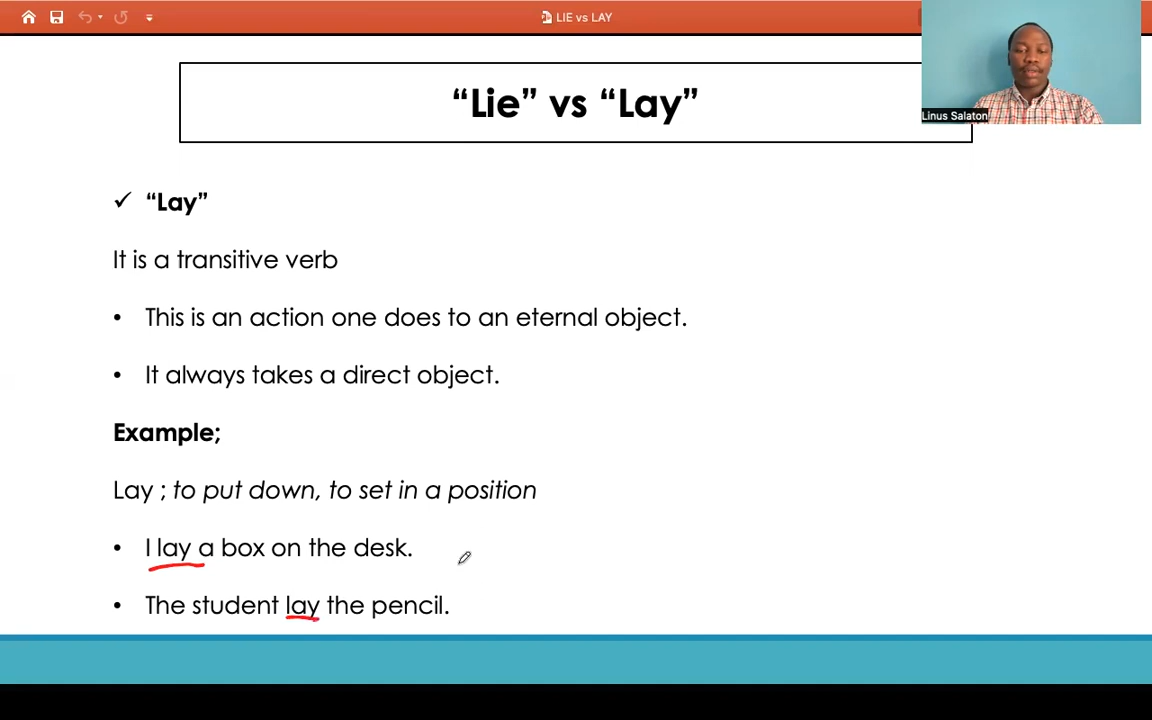 LIE vs LAY
“Lie” vs “Lay”
Linus Salaton
✓ “Lay”
It is a transitive verb
• This is an action one does to an eternal object.
• It always takes a direct object.
Example;
Lay ; to put down, to set in a position
• I lay a box on the desk.
• The student lay the pencil.